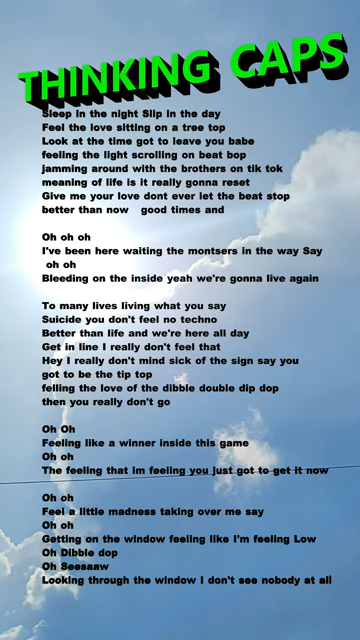 THINKING CAPS
Sleep in the night Slip in the day
Feel the love sitting on a tree top
Look at the time got to leave you babe
feeling the light scrolling on beat bop
jamming around with the brothers on tik tok
meaning of life is it really gonna reset
Give me your love dont ever let the beat stop
better than now good times and
Oh oh oh
I've been here waiting the montsers in the way Say
oh oh
Bleeding on the inside yeah we're gonna live again
To many lives living what you say
Suicide you don't feel no techno
Better than life and we're here all day
Get in line I really don't feel that
Hey I really don't mind sick of the sign say you
got to be the tip top
felling the love of the dibble double dip dop
then you really don't go
Oh Oh
Feeling like a winner inside this game
Oh oh
The feeling that im feeling you just got to get it now
Oh oh
Feel a little madness taking over me say
Oh oh
Getting on the window feeling like I'm feeling Low
Oh Dibble dop
Oh Seesaaw
Looking through the window I don't see nobody at all